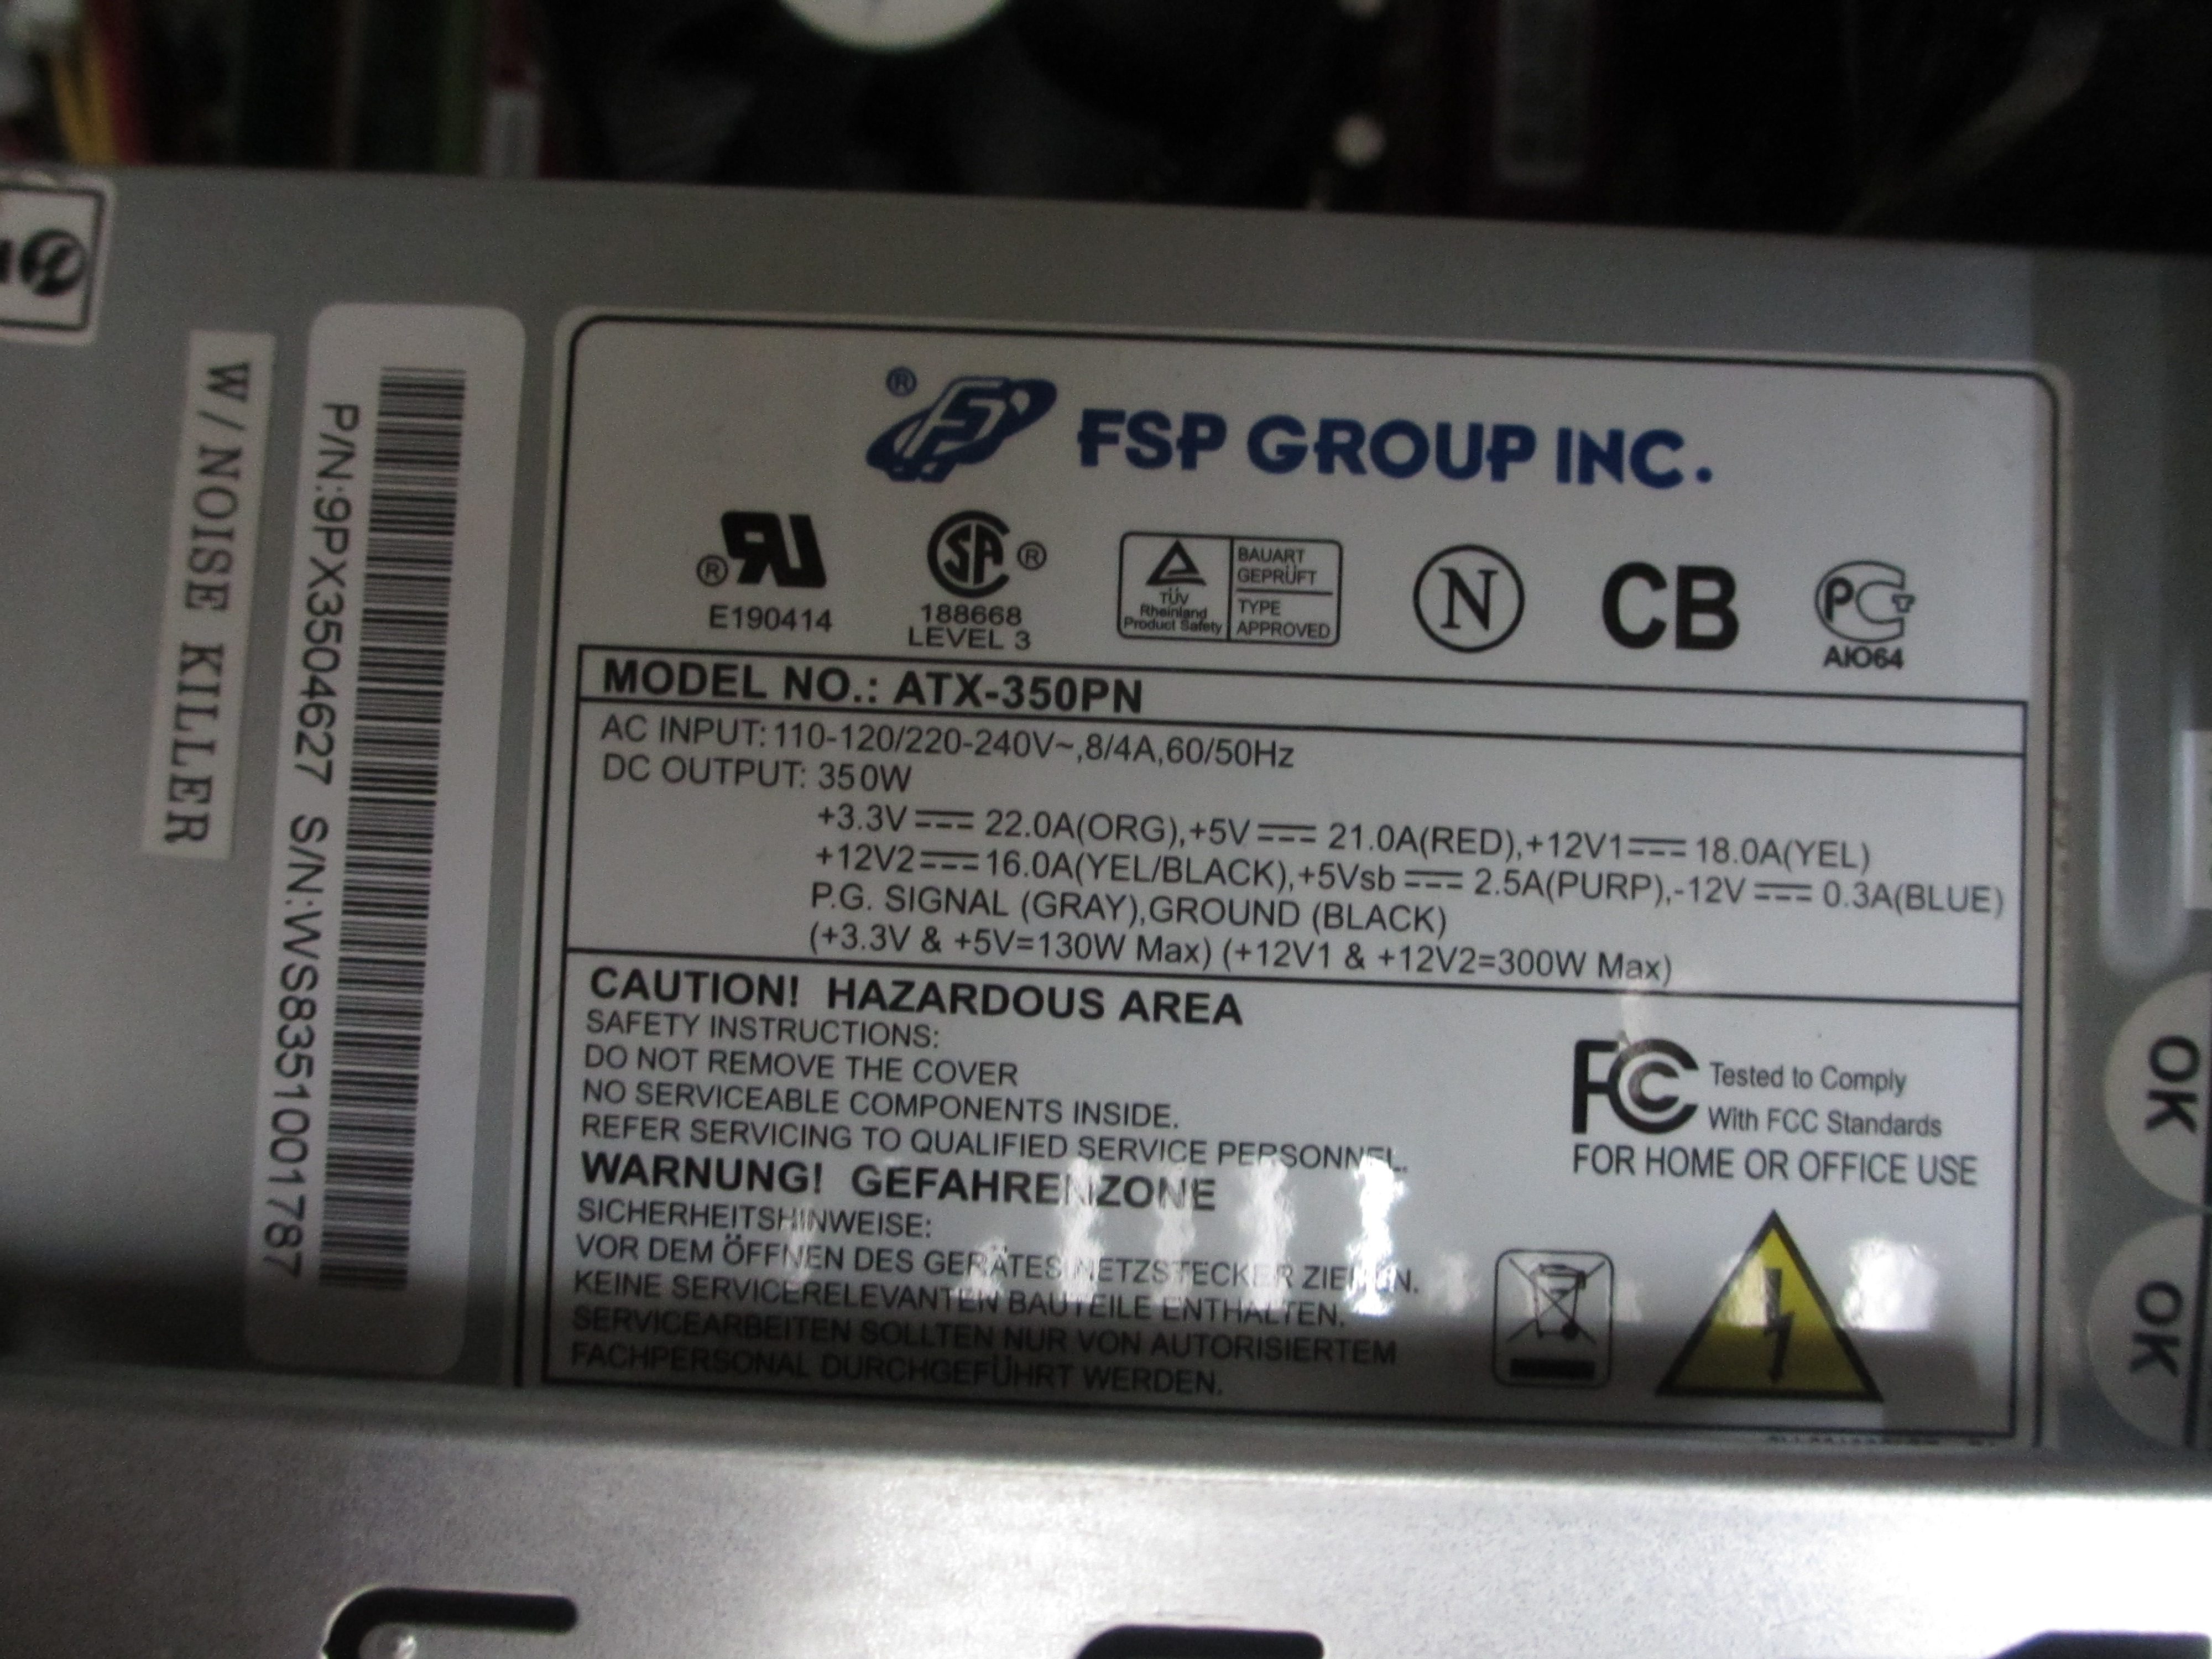 W/NOISE KILLER
P/N:9PX3504627 S/N:WS8351001787
® FSP GROUP INC.
®
E190414
SA ®
188668
LEVEL 3
TÜV
Rheinland
Product Safety
BAUART
GEPRÜFT
TYPE
APPROVED
N
CB
PC
AIO64
MODEL NO.: ATX-350PN
AC INPUT: 110-120/220-240V~,8/4A,60/50Hz
DC OUTPUT: 350W
+3.3V⎓ 22.0A(ORG),+5V⎓ 21.0A(RED),+12V1⎓ 18.0A(YEL)
+12V2⎓16.0A(YEL/BLACK),+5Vsb⎓ 2.5A(PURP),-12V⎓ 0.3A(BLUE)
P.G. SIGNAL (GRAY),GROUND (BLACK)
(+3.3V & +5V=130W Max) (+12V1 & +12V2=300W Max)
CAUTION! HAZARDOUS AREA
SAFETY INSTRUCTIONS:
DO NOT REMOVE THE COVER
NO SERVICEABLE COMPONENTS INSIDE.
REFER SERVICING TO QUALIFIED SERVICE PERSONNEL.
FC Tested to Comply
With FCC Standards
FOR HOME OR OFFICE USE
WARNUNG! GEFAHRENZONE
SICHERHEITSHINWEISE:
VOR DEM ÖFFNEN DES GERÄTES NETZSTECKER ZIEHEN.
KEINE SERVICERELEVANTEN BAUTEILE ENTHALTEN.
SERVICEARBEITEN SOLLTEN NUR VON AUTORISIERTEM
FACHPERSONAL DURCHGEFÜHRT WERDEN.
OK
OK